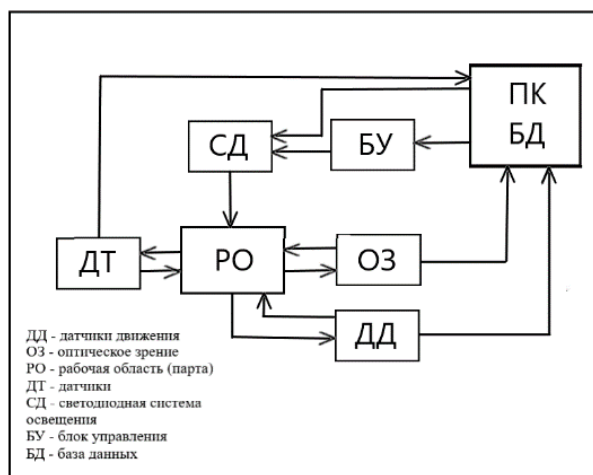 ПК
БД
СД
БУ
ДТ
РО
ОЗ
ДД
ДД - датчики движения
ОЗ - оптическое зрение
РО - рабочая область (парта)
ДТ - датчики
СД - светодиодная система
освещения
БУ - блок управления
БД - база данных